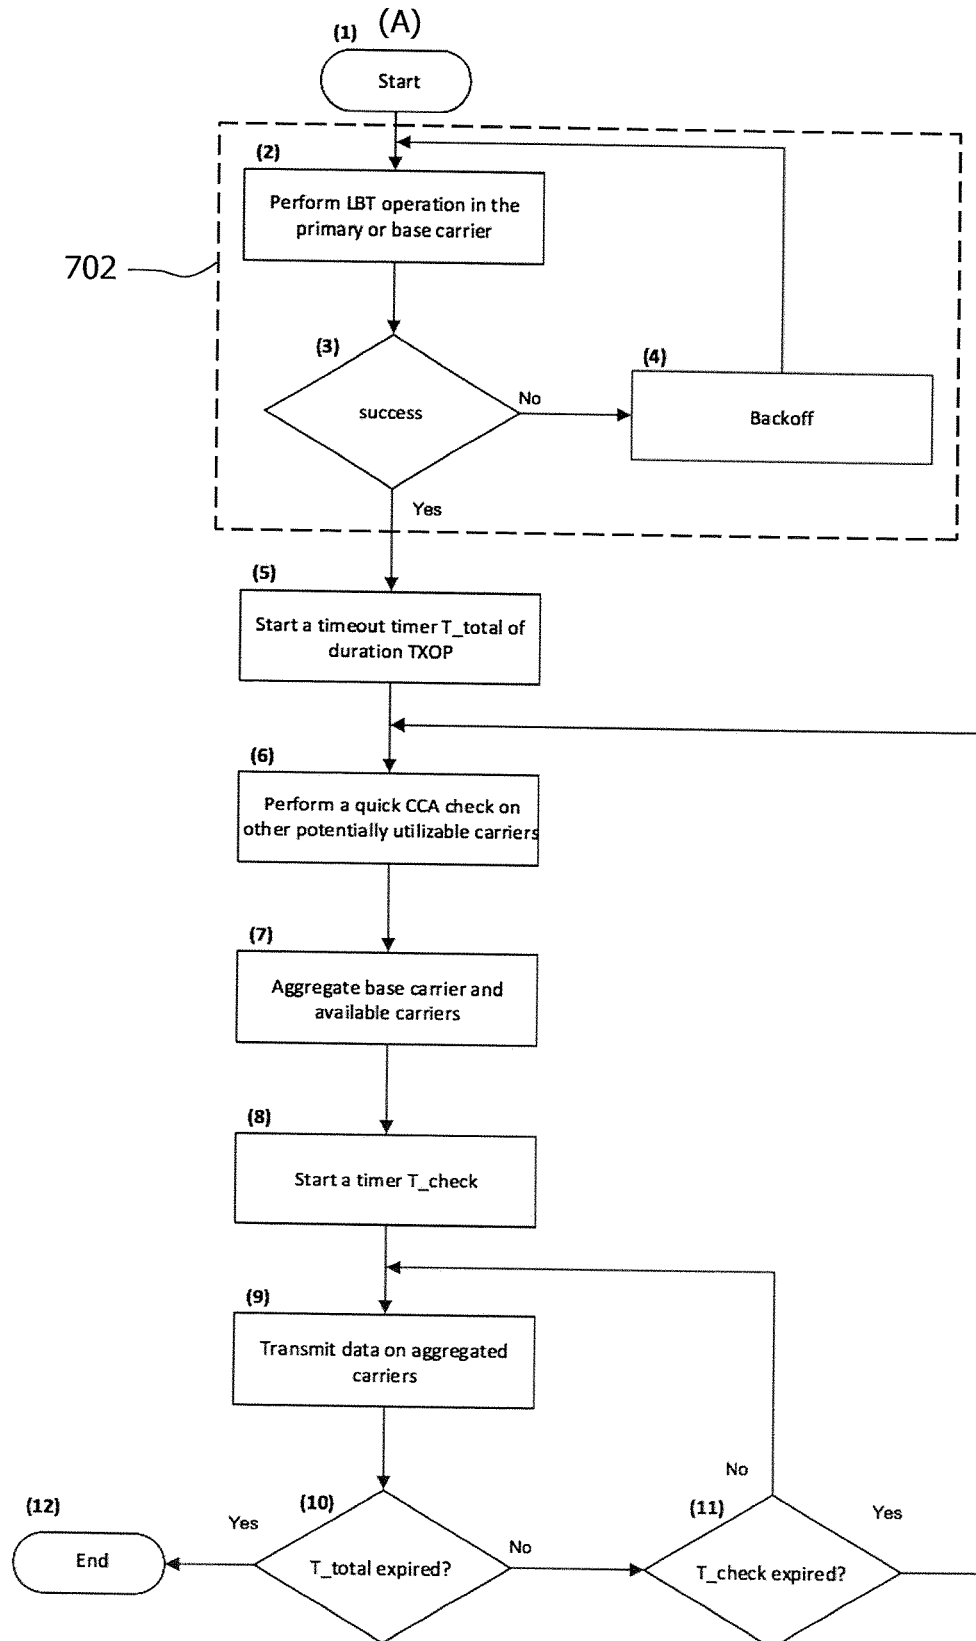 (A)
(1)
Start
(2)
Perform LBT operation in the
primary or base carrier
702
(3)
success
No
(4)
Backoff
Yes
(5)
Start a timeout timer T_total of
duration TXOP
(6)
Perform a quick CCA check on
other potentially utilizable carriers
(7)
Aggregate base carrier and
available carriers
(8)
Start a timer T_check
(9)
Transmit data on aggregated
carriers
(10)
T_total expired?
Yes
(12)
End
No
(11)
T_check expired?
No
Yes